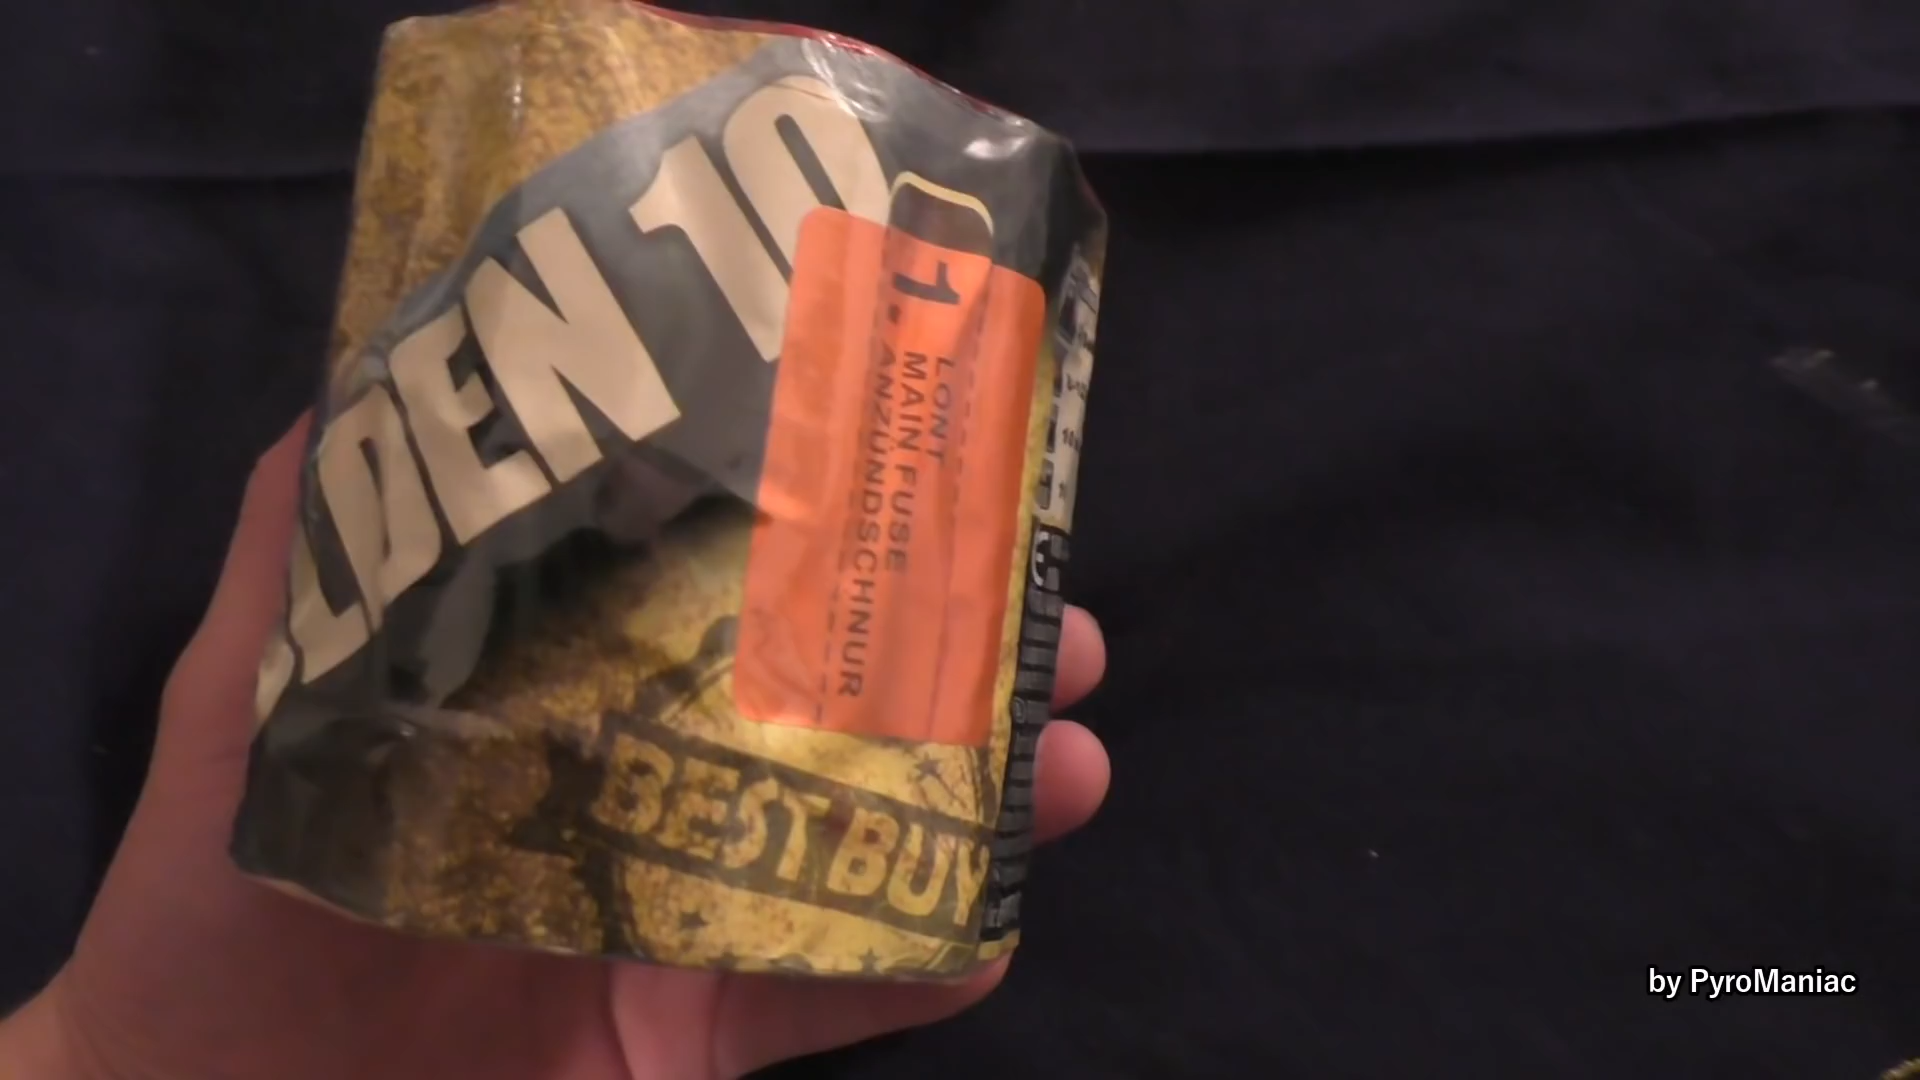 LDEN 10
1.
LONT
MAIN FUSE
ANZÜNDSCHNUR
BEST BUY
by PyroManiac